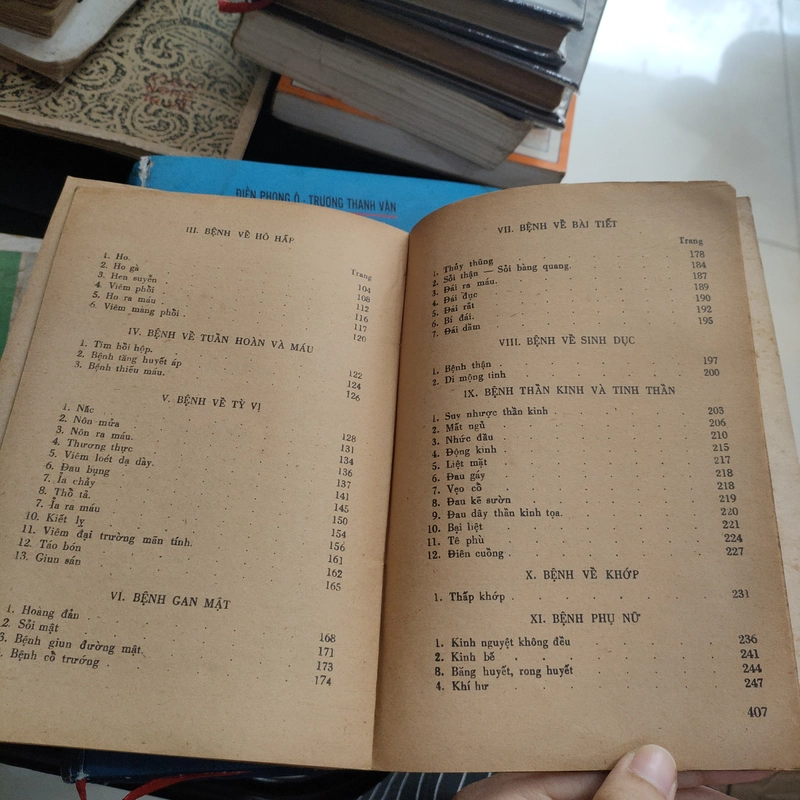 ĐIỀN PHONG Ô · TRƯƠNG THANH VÂN
III. BỆNH VỀ HÔ HẤP
Trang
1. Ho. 104
2. Ho gà 108
3. Hen suyễn 112
4. Viêm phổi 116
5. Ho ra máu 117
6. Viêm màng phổi . 120
IV. BỆNH VỀ TUẦN HOÀN VÀ MÁU
1. Tim hồi hộp. 122
2. Bệnh tăng huyết áp 124
3. Bệnh thiếu máu. 126
V. BỆNH VỀ TỲ VỊ
1. Nấc 128
2. Nôn mửa 131
3. Nôn ra máu. 134
4. Thương thực 136
5. Viêm loét dạ dày. 137
6. Đau bụng 141
7. Ỉa chảy 145
8. Thổ tả. 150
7. Ỉa ra máu 154
10. Kiết lỵ 156
11. Viêm đại trường mãn tính. 161
12. Táo bón 162
13. Giun sán 165
VI. BỆNH GAN MẬT
1. Hoàng đản 168
2. Sỏi mật 171
3. Bệnh giun đường mật. 173
. Bệnh cổ trướng 174
VII. BỆNH VỀ BÀI TIẾT
Trang
1. Thủy thũng 178
2. Sỏi thận — Sỏi bàng quang. 184
3. Đái ra máu. 187
4. Đái đục 189
5. Đái rắt 190
6. Bí đái. 192
7. Đái dầm 195
VIII. BỆNH VỀ SINH DỤC
1. Bệnh thận 197
2. Di mộng tinh 200
IX. BỆNH THẦN KINH VÀ TINH THẦN
1. Suy nhược thần kinh 203
2. Mất ngủ 206
3. Nhức đầu 210
4. Động kinh 215
5. Liệt mặt 217
6. Đau gáy 218
7. Vẹo cổ 218
8. Đau kẽ sườn 219
9. Đau dây thần kinh tọa. 220
10. Bại liệt 221
11. Tê phù 224
12. Điên cuồng 227
X. BỆNH VỀ KHỚP
1. Thấp khớp 231
XI. BỆNH PHỤ NỮ
1. Kinh nguyệt không đều 236
2. Kinh bế 241
8. Băng huyết, rong huyết 244
4. Khí hư 247
407